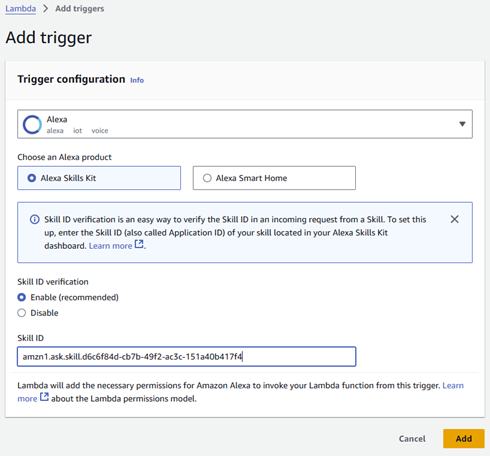 Lambda > Add triggers
Add trigger
Trigger configuration Info
Alexa
alexa iot voice
Choose an Alexa product
Alexa Skills Kit
Alexa Smart Home
Skill ID verification is an easy way to verify the Skill ID in an incoming request from a Skill. To set this
up, enter the Skill ID (also called Application ID) of your skill located in your Alexa Skills Kit
dashboard. Learn more.
Skill ID verification
Enable (recommended)
Disable
Skill ID
amzn1.ask.skill.d6c6f84d-cb7b-49f2-ac3c-151a40b417f4
Lambda will add the necessary permissions for Amazon Alexa to invoke your Lambda function from this trigger. Learn
more about the Lambda permissions model.
Cancel
Add